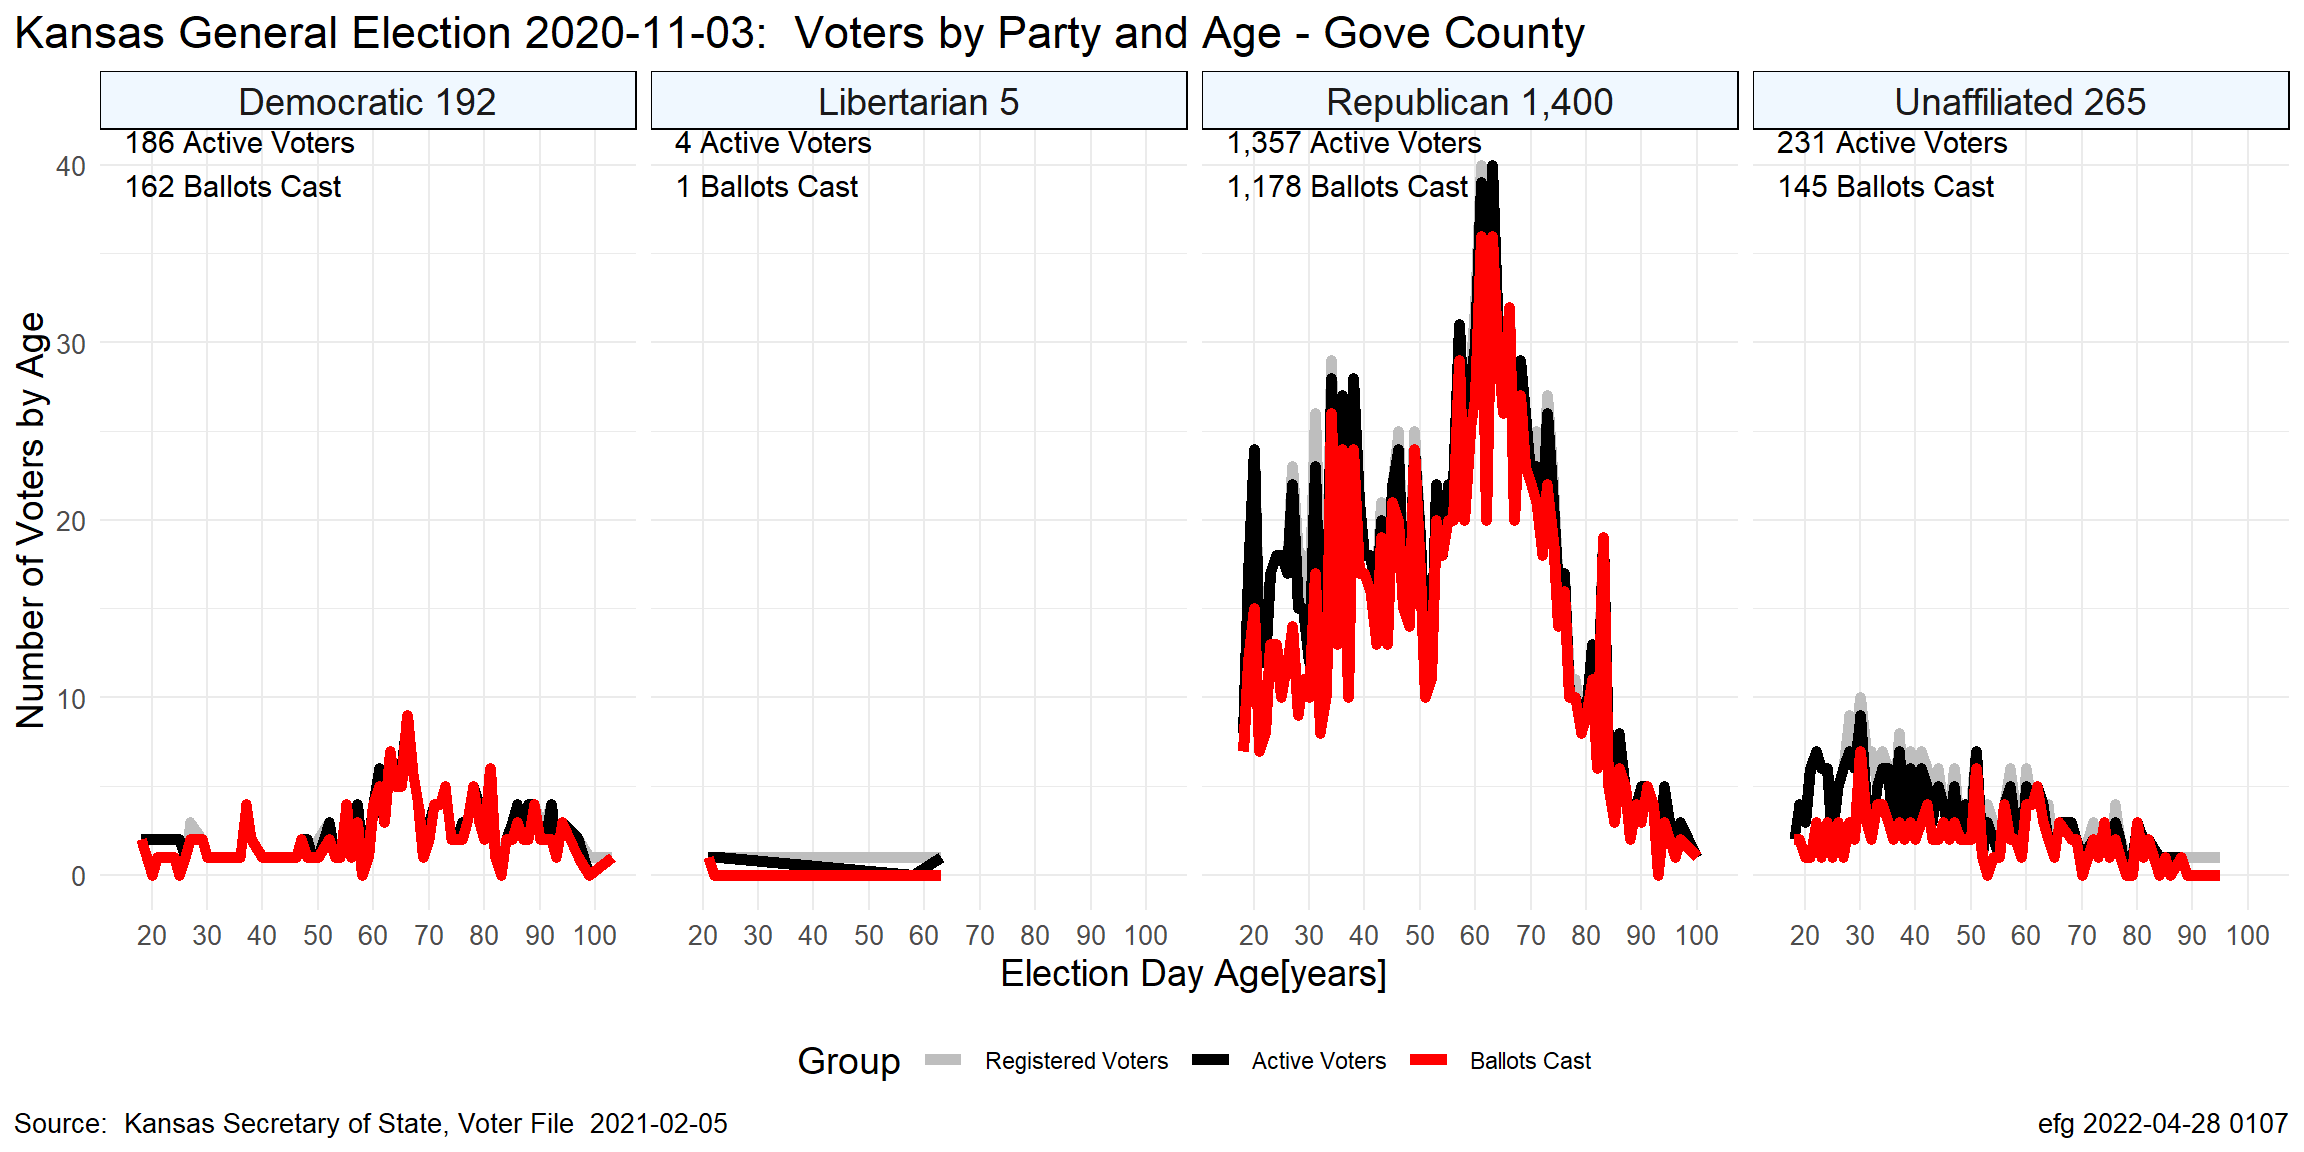 Kansas General Election 2020-11-03:  Voters by Party and Age - Gove County
Democratic 192
Libertarian 5
Republican 1,400
Unaffiliated 265
186 Active Voters
162 Ballots Cast
4 Active Voters
1 Ballots Cast
1,357 Active Voters
1,178 Ballots Cast
231 Active Voters
145 Ballots Cast
Number of Voters by Age
40
30
20
10
0
20 30 40 50 60 70 80 90 100
20 30 40 50 60 70 80 90 100
20 30 40 50 60 70 80 90 100
20 30 40 50 60 70 80 90 100
Election Day Age[years]
Group Registered Voters Active Voters Ballots Cast
Source:  Kansas Secretary of State, Voter File  2021-02-05
efg 2022-04-28 0107